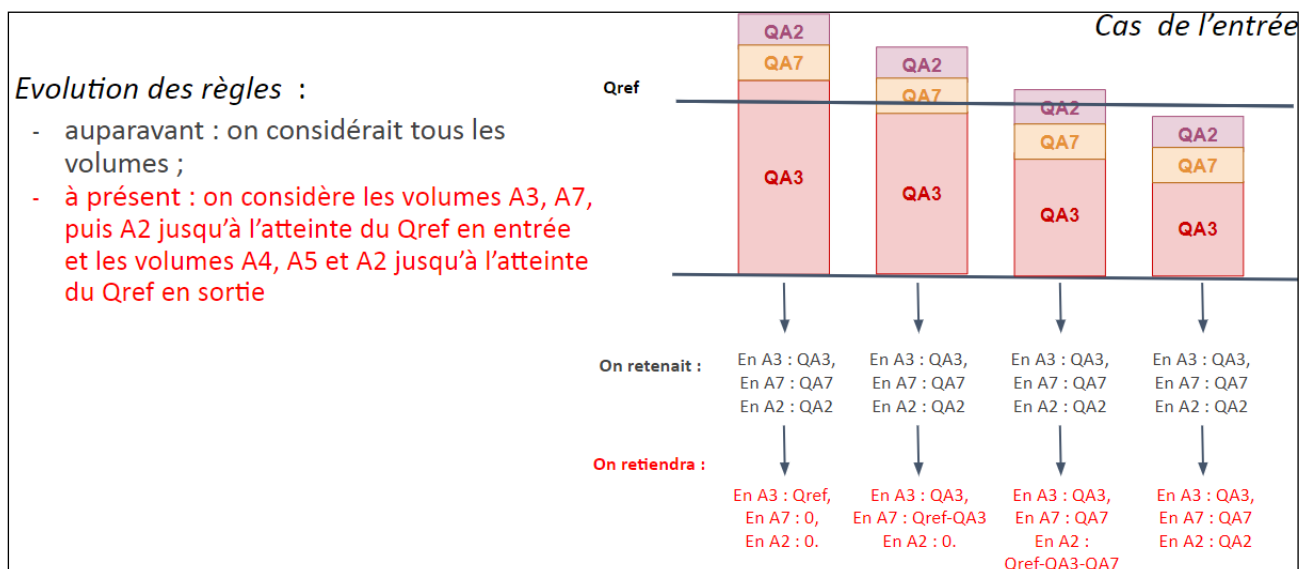 Cas de l'entrée
Evolution des règles :
- auparavant : on considérait tous les
volumes ;
- à présent : on considère les volumes A3, A7,
puis A2 jusqu'à l'atteinte du Qref en entrée
et les volumes A4, A5 et A2 jusqu'à l'atteinte
du Qref en sortie
Qref
QA2
QA7
QA3
QA2
QA7
QA3
QA2
QA7
QA3
QA2
QA7
QA3
On retenait :
En A3 : QA3,
En A7 : QA7
En A2 : QA2
En A3 : QA3,
En A7 : QA7
En A2 : QA2
En A3 : QA3,
En A7 : QA7
En A2 : QA2
En A3 : QA3,
En A7 : QA7
En A2 : QA2
On retiendra :
En A3 : Qref,
En A7 : 0,
En A2 : 0.
En A3 : QA3,
En A7 : Qref-QA3
En A2 : 0.
En A3 : QA3,
En A7 : QA7
En A2 :
Qref-QA3-QA7
En A3 : QA3,
En A7 : QA7
En A2 : QA2